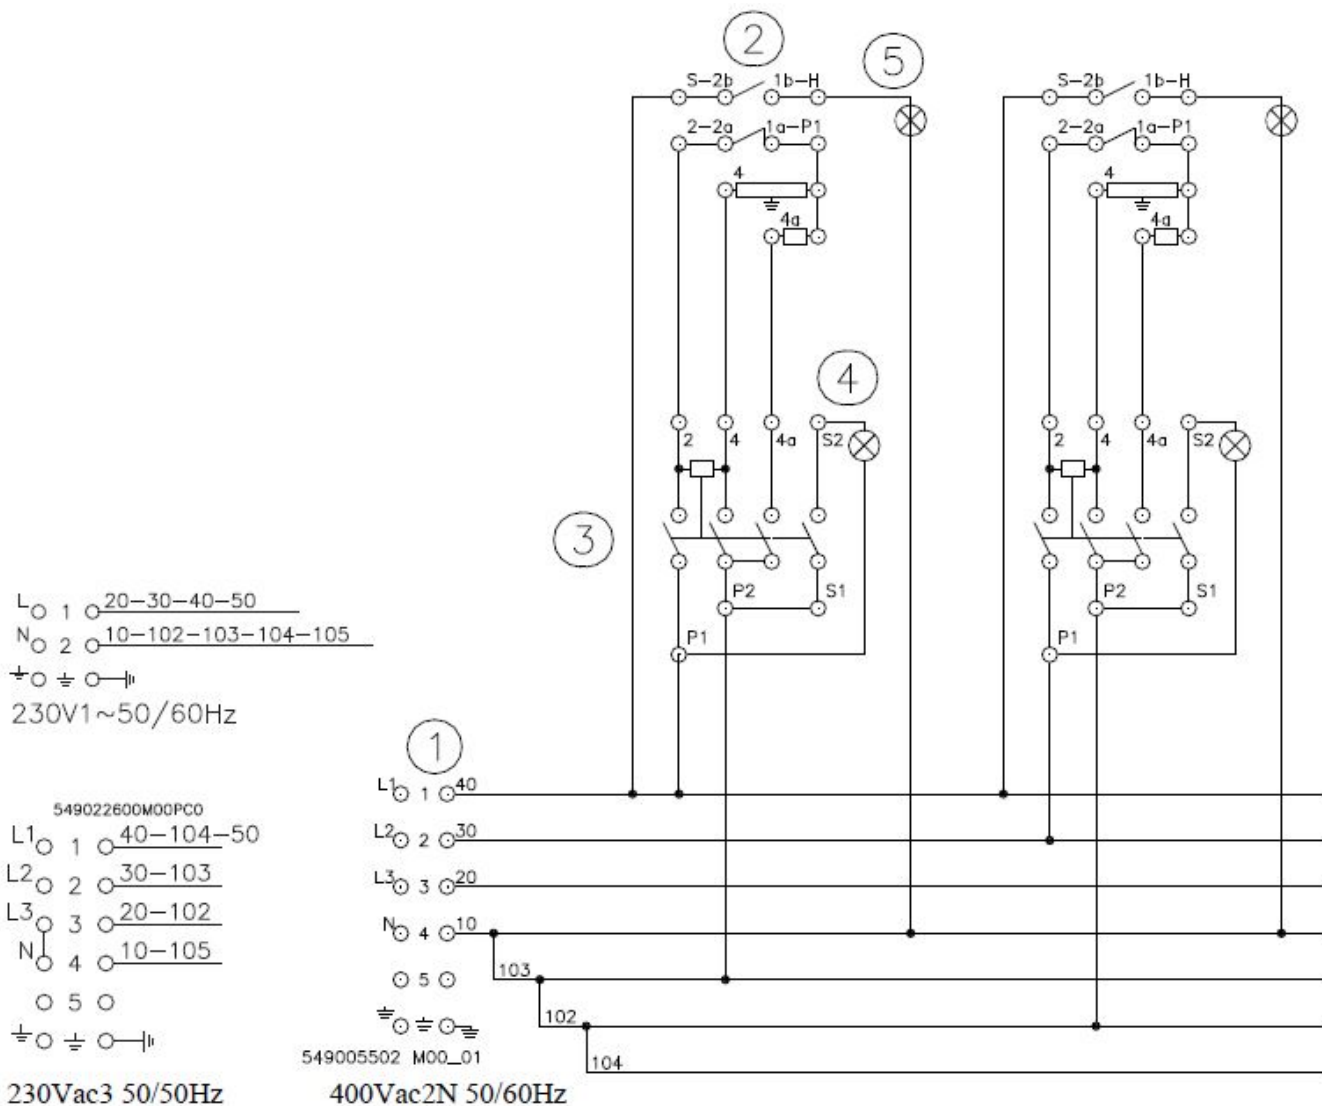 2
5
S-2b 1b-H
S-2b 1b-H
2-2a 1a-P1
2-2a 1a-P1
4
4
4a
4a
4
2 4 4a S2
2 4 4a S2
3
P2 S1
P2 S1
P1
P1
L 1 20-30-40-50
N 2 10-102-103-104-105
230V1~50/60Hz
1
L1 1 40
L2 2 30
L3 3 20
N 4 10
5
103
102
104
549005502 M00_01
400Vac2N 50/60Hz
549022600M00PC0
L1 1 40-104-50
L2 2 30-103
L3 3 20-102
N 4 10-105
5
230Vac3 50/50Hz